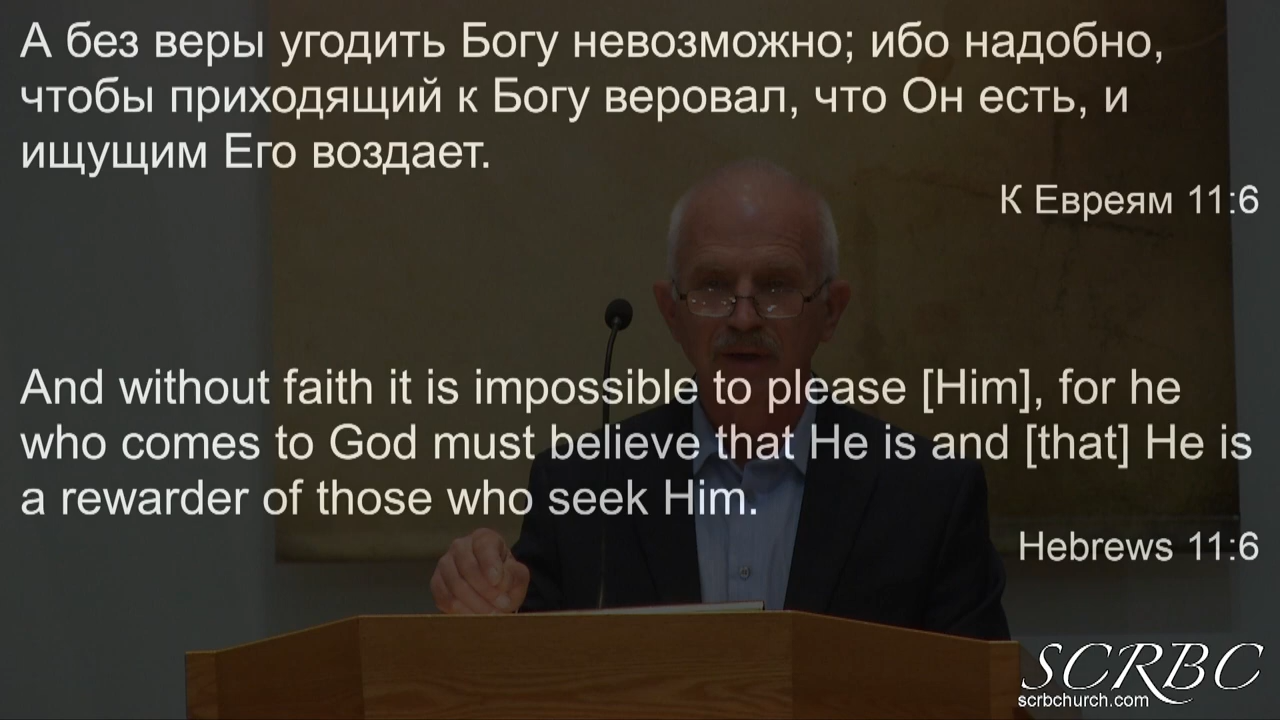 А без веры угодить Богу невозможно; ибо надобно,
чтобы приходящий к Богу веровал, что Он есть, и
ищущим Его воздает.
К Евреям 11:6
And without faith it is impossible to please [Him], for he
who comes to God must believe that He is and [that] He is
a rewarder of those who seek Him.
Hebrews 11:6
SCRBC
scrbchurch.com